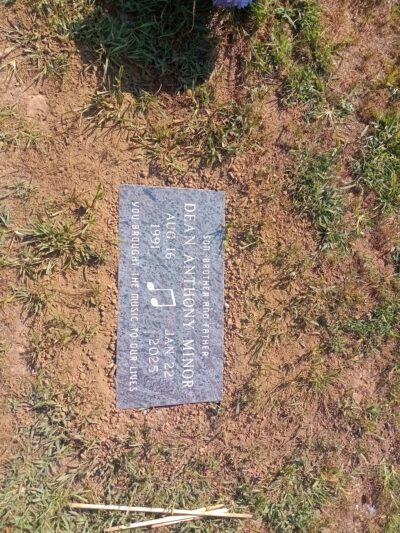 SON, BROTHER AND FATHER
DEAN ANTHONY MINOR
AUG 16 JAN 22
1991 2025
YOU BROUGHT THE MUSIC TO OUR LIVES